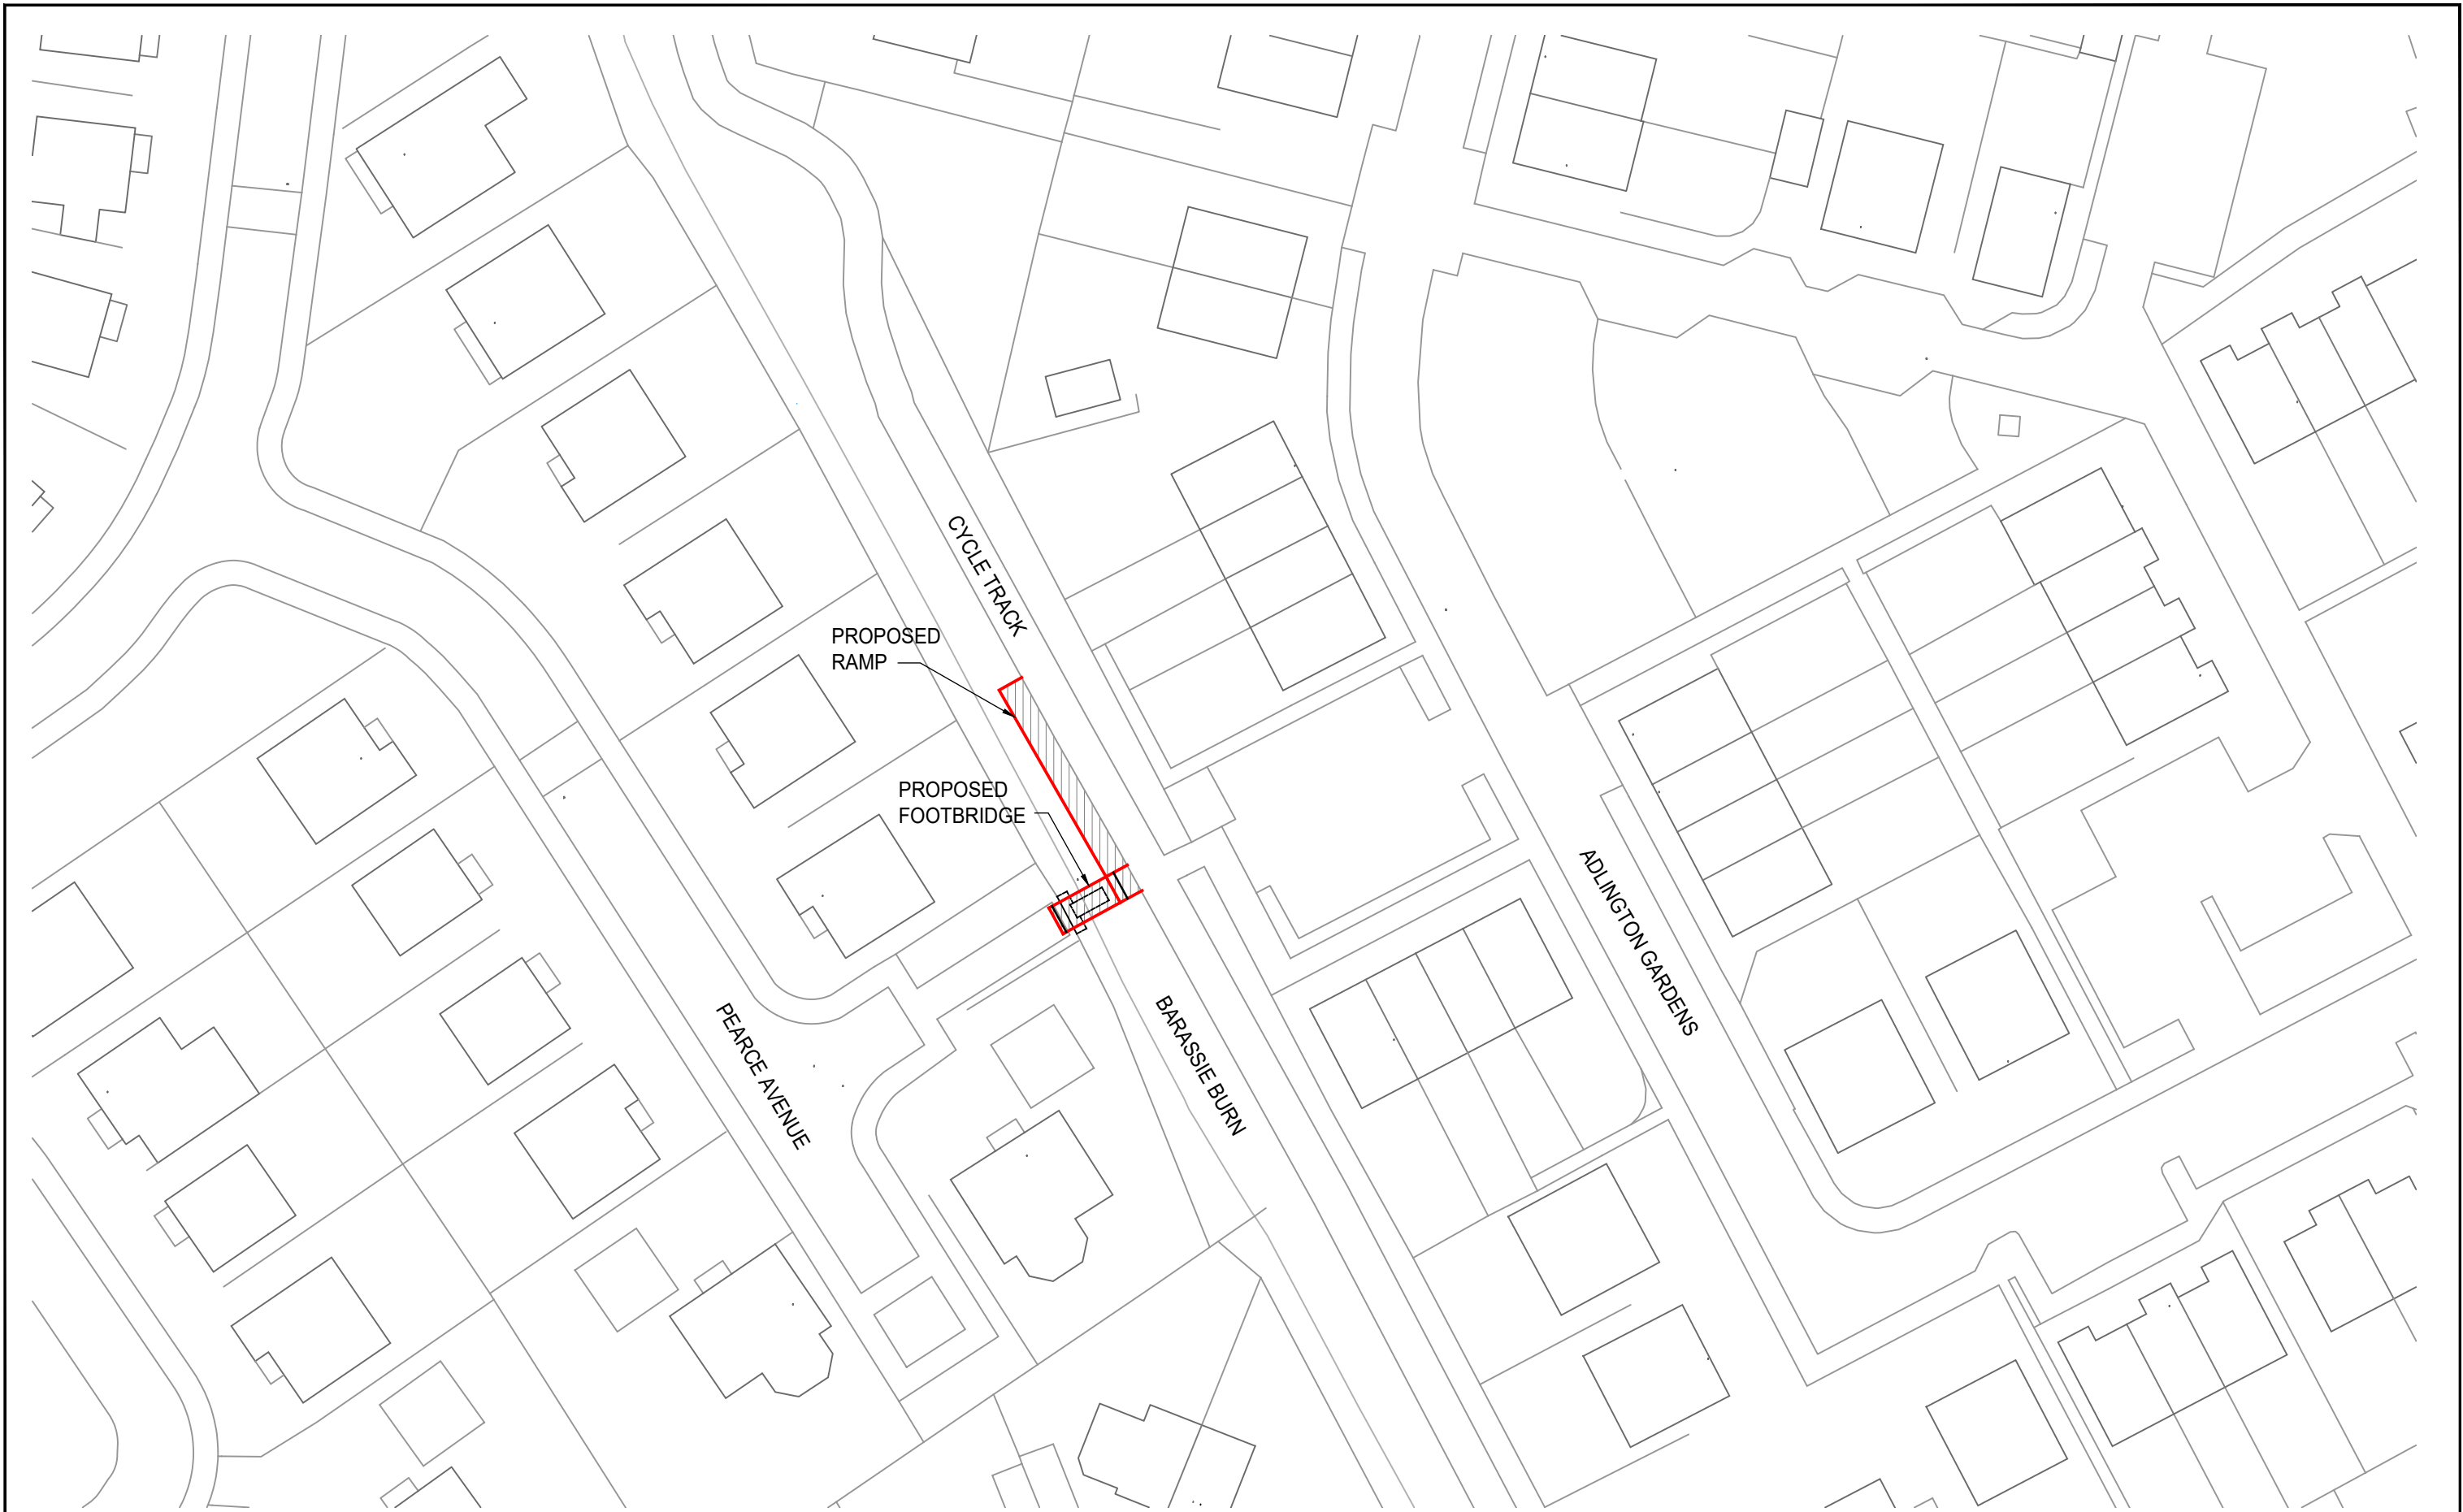 CYCLE TRACK
PROPOSED
RAMP
PROPOSED
FOOTBRIDGE
ADLINGTON GARDENS
PEARCE AVENUE
BARASSIE BURN